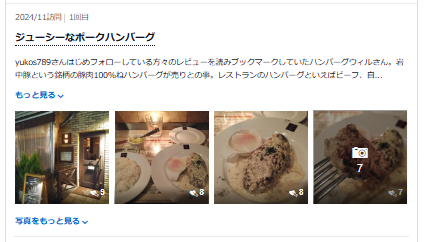 2024/11訪問 | 1回目
ジューシーなポークハンバーグ
yukos789さんはじめフォローしている方々のレビューを読みブックマークしていたハンバーグウィルさん。岩
中豚という銘柄の豚肉100%ねハンバーグが売りとの事。レストランのハンバーグといえばビーフ、自...
もっと見る
9
8
8
7
7
写真をもっと見る